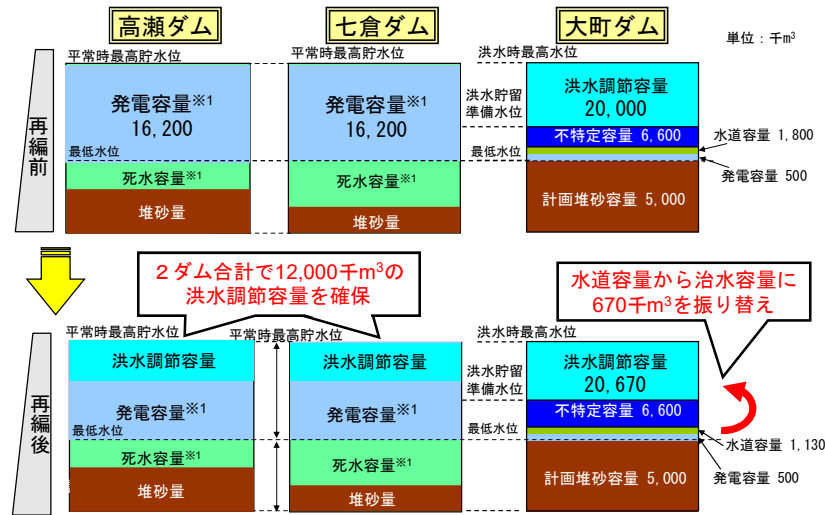 高瀬ダム
七倉ダム
大町ダム
単位：千m³
平常時最高貯水位
平常時最高貯水位
洪水時最高水位
再編前
発電容量※1
16,200
最低水位
死水容量※1
堆砂量
発電容量※1
16,200
死水容量※1
堆砂量
洪水貯留
準備水位
最低水位
洪水調節容量
20,000
不特定容量 6,600
計画堆砂容量 5,000
水道容量 1,800
発電容量 500
２ダム合計で12,000千m³の
洪水調節容量を確保
水道容量から治水容量に
670千m³を振り替え
平常時最高貯水位
平常時最高貯水位
洪水時最高水位
再編後
洪水調節容量
発電容量※1
最低水位
死水容量※1
堆砂量
洪水調節容量
発電容量※1
死水容量※1
堆砂量
洪水貯留
準備水位
最低水位
洪水調節容量
20,670
不特定容量 6,600
計画堆砂容量 5,000
水道容量 1,130
発電容量 500